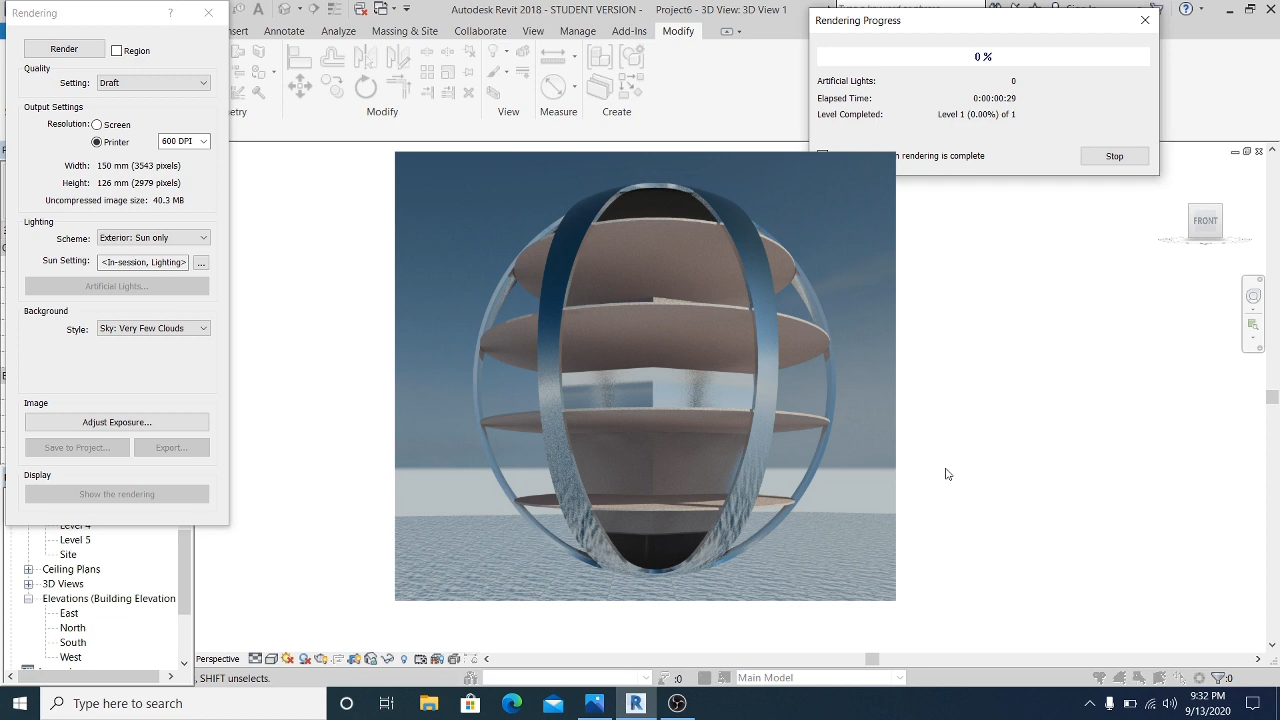 Rendering
?
Autodesk Revit 2018 - STUDENT VERSION - Project6 - 3D View: 3D View 1
Annotate
Analyze
Massing & Site
Collaborate
View
Manage
Add-Ins
Modify
Modify
View
Measure
Create
Render
Region
Quality
Setting:
Draft
Output Settings
Resolution:
Screen
Printer
600 DPI
Width: 150 mm (3543 pixels)
Height: 126 mm (2979 pixels)
Uncompressed image size: 40.3 MB
Lighting
Scheme:
Exterior: Sun only
Sun Setting:
<In-session, Lighting>
...
Artificial Lights...
Background
Style:
Sky: Very Few Clouds
Image
Adjust Exposure...
Save to Project...
Export...
Display
Show the rendering
Rendering Progress
0 %
Artificial Lights: 0
Elapsed Time: 0:00:00:29
Level Completed: Level 1 (0.00%) of 1
rendering is complete
Stop
FRONT
Level 5
Site
Ceiling Plans
3D Views
Elevations (Building Elevation
East
North
South
West
Perspective
, SHIFT unselects.
:0
Main Model
:0
Type here to search
R
9:32 PM
9/13/2020